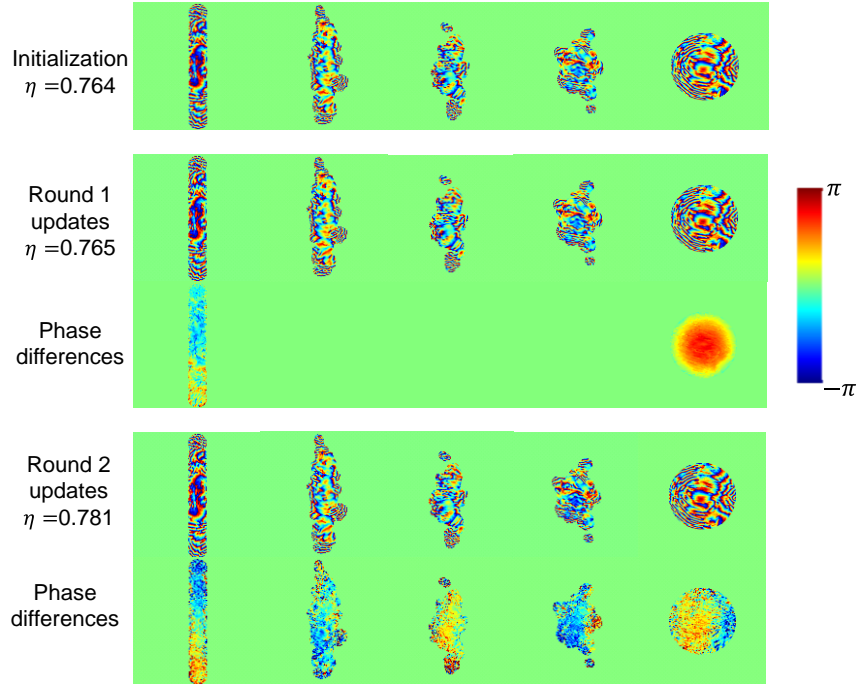 Initialization
η =0.764
Round 1
updates
η =0.765
Phase
differences
π
−π
Round 2
updates
η =0.781
Phase
differences